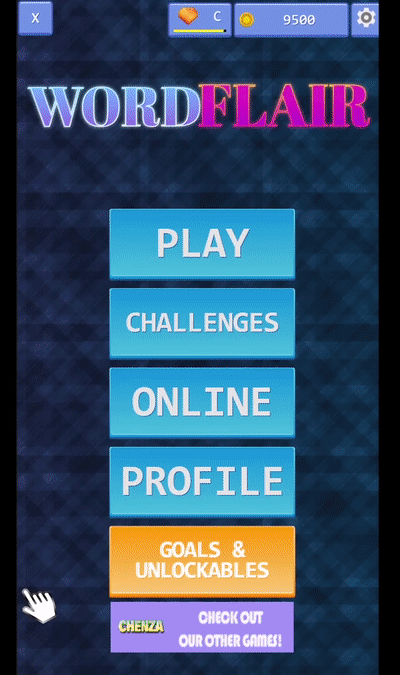 X
C
9500
WORDFLAIR
PLAY
CHALLENGES
ONLINE
PROFILE
GOALS &
UNLOCKABLES
CHENZA
CHECK OUT
OUR OTHER GAMES!